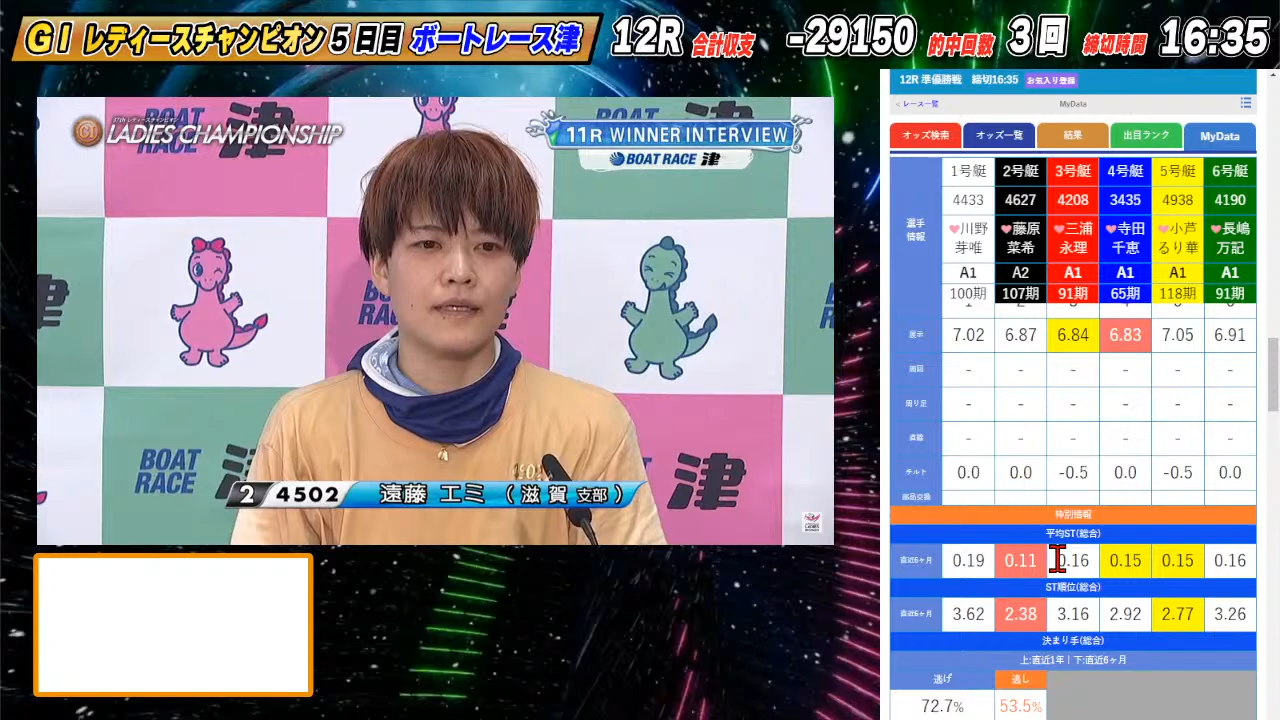 GⅠ レディースチャンピオン 5日目 ボートレース津
12R 合計収支 -29150 的中回数 3回 締切時間 16:35
LADIES CHAMPIONSHIP
11R WINNER INTERVIEW
BOAT RACE 津
BOAT RACE 津
2 4502 遠藤 エミ (滋賀 支部)
12R 準優勝戦 締切16:35 お気入り登録
< レース一覧 MyData
オッズ検索 オッズ一覧 結果 出目ランク MyData
選手情報
1号艇 2号艇 3号艇 4号艇 5号艇 6号艇
4433 4627 4208 3435 4938 4190
川野 藤原 三浦 寺田 小芦 長嶋
芽唯 菜希 永理 千恵 るり華 万記
A1 A2 A1 A1 A1 A1
100期 107期 91期 65期 118期 91期
展示 7.02 6.87 6.84 6.83 7.05 6.91
周回 - - - - - -
周り足 - - - - - -
直線 - - - - - -
チルト 0.0 0.0 -0.5 0.0 -0.5 0.0
部品交換
枠別情報
平均ST(総合)
直近6ヶ月 0.19 0.11 0.16 0.15 0.15 0.16
ST順位(総合)
直近6ヶ月 3.62 2.38 3.16 2.92 2.77 3.26
決まり手(総合)
上:直近1年 | 下:直近6ヶ月
逃げ 逃し
72.7% 53.5%